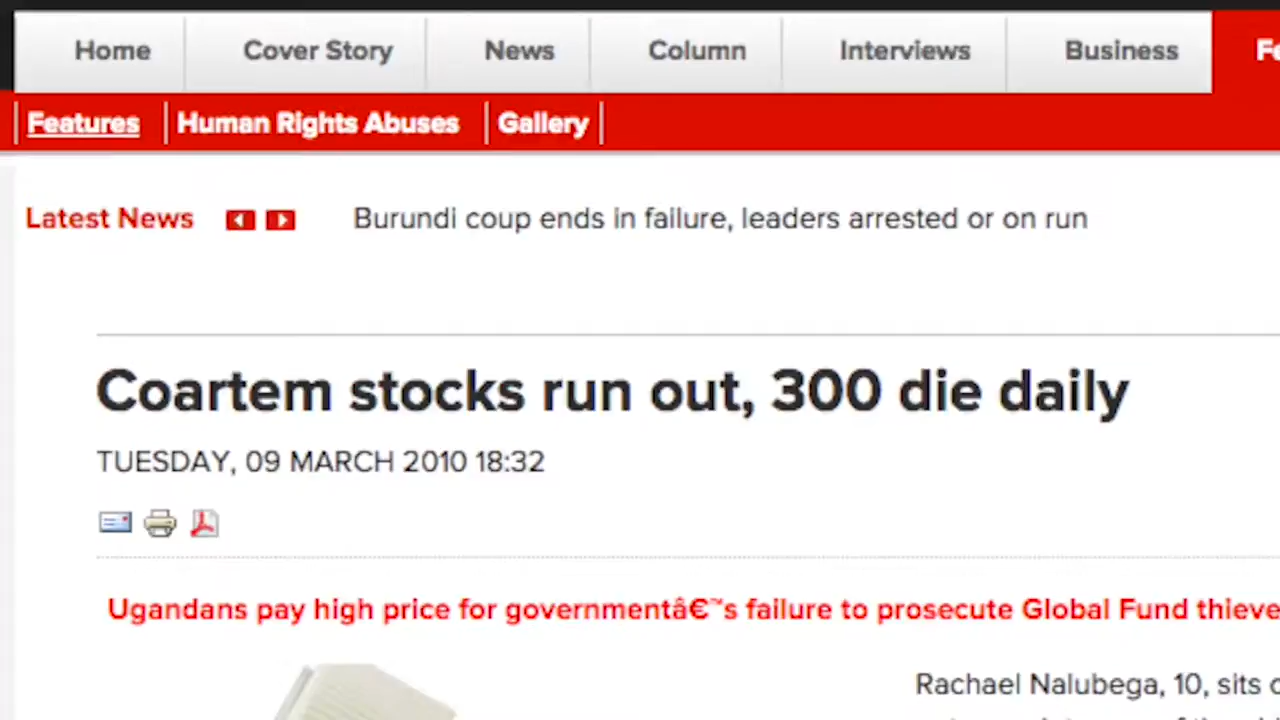 Home Cover Story News Column Interviews Business
Features Human Rights Abuses Gallery
Latest News Burundi coup ends in failure, leaders arrested or on run
Coartem stocks run out, 300 die daily
TUESDAY, 09 MARCH 2010 18:32
Ugandans pay high price for governmentâ€™s failure to prosecute Global Fund thieve
Rachael Nalubega, 10, sits